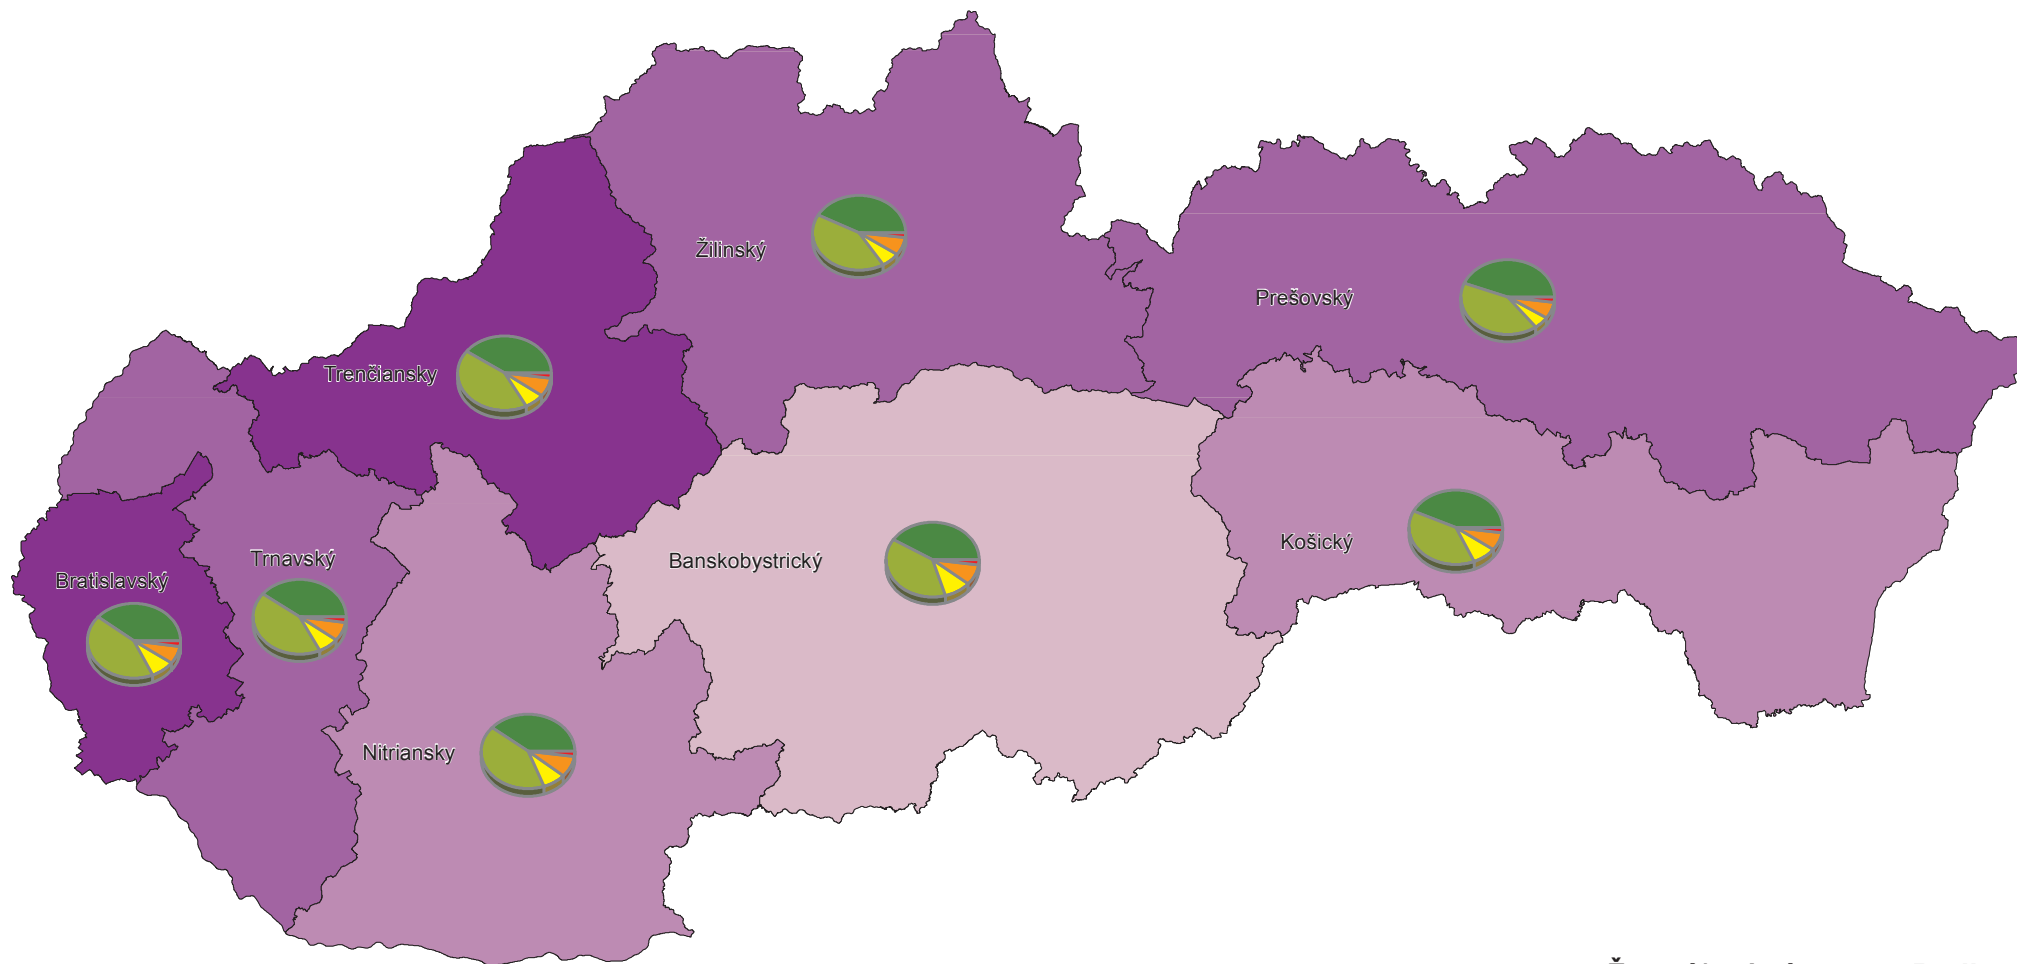 Žilinský
Prešovský
Trenčiansky
Košický
Trnavský
Banskobystrický
Bratislavský
Nitriansky